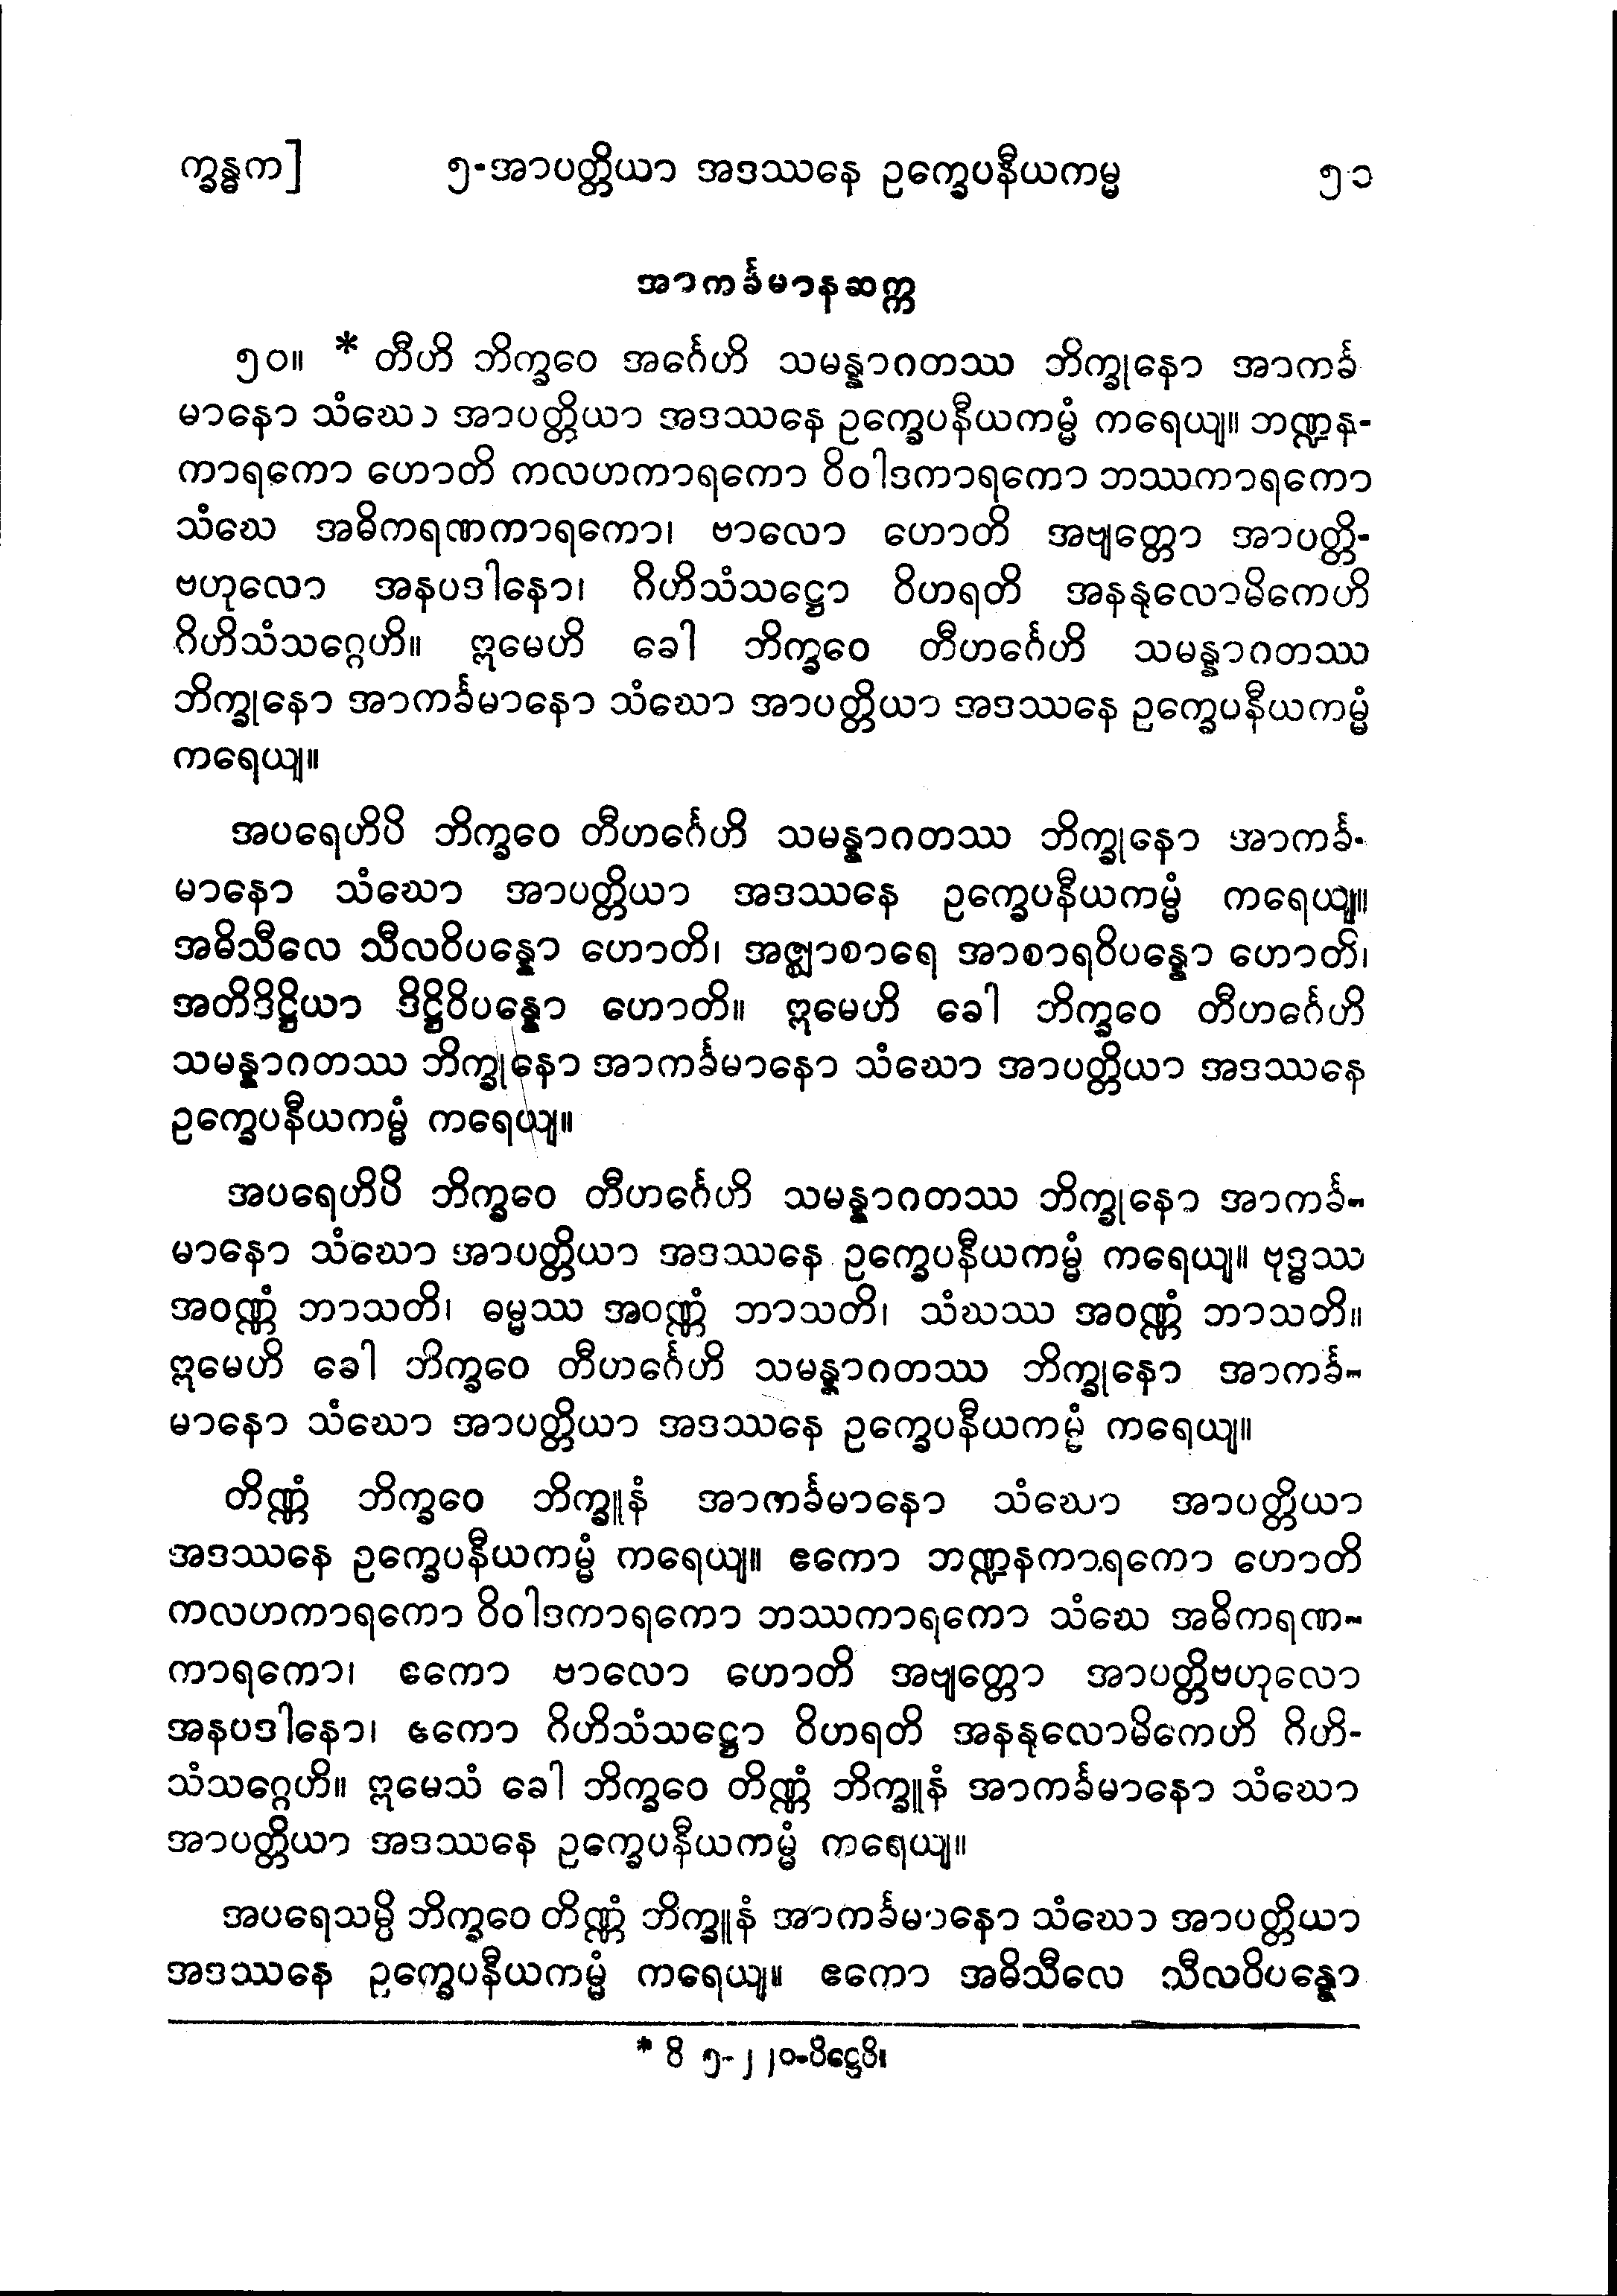 က္ခန္ဓက] ၅-အာပတ္တိယာ အဒဿနေ ဥက္ခေပနီယကမ္မ ၅၁
အာကင်္ခမာနဆက္က
၅၀။ * တီဟိ ဘိက္ခဝေ အင်္ဂေဟိ သမန္နာဂတဿ ဘိက္ခုနော အာကင်္ခ
မာနော သံဃော အာပတ္တိယာ အဒဿနေ ဥက္ခေပနီယကမ္မံ ကရေယျ။ ဘဏ္ဍန-
ကာရကော ဟောတိ ကလဟကာရကော ဝိဝါဒကာရကော ဘဿကာရကော
သံဃေ အဓိကရဏကာရကော၊ ဗာလော ဟောတိ အဗျတ္တော အာပတ္တိ-
ဗဟုလော အနပဒါနော၊ ဂိဟိသံသဋ္ဌော ဝိဟရတိ အနနုလောမိကေဟိ
ဂိဟိသံသဂ္ဂေဟိ။ ဣမေဟိ ခေါ ဘိက္ခဝေ တီဟင်္ဂေဟိ သမန္နာဂတဿ
ဘိက္ခုနော အာကင်္ခမာနော သံဃော အာပတ္တိယာ အဒဿနေ ဥက္ခေပနီယကမ္မံ
ကရေယျ။
အပရေဟိပိ ဘိက္ခဝေ တီဟင်္ဂေဟိ သမန္နာဂတဿ ဘိက္ခုနော အာကင်္ခ-
မာနော သံဃော အာပတ္တိယာ အဒဿနေ ဥက္ခေပနီယကမ္မံ ကရေယျ။
အဓိသီလေ သီလဝိပန္နော ဟောတိ၊ အဇ္ဈာစာရေ အာစာရဝိပန္နော ဟောတိ၊
အတိဒိဋ္ဌိယာ ဒိဋ္ဌိဝိပန္နော ဟောတိ။ ဣမေဟိ ခေါ ဘိက္ခဝေ တီဟင်္ဂေဟိ
သမန္နာဂတဿ ဘိက္ခုနော အာကင်္ခမာနော သံဃော အာပတ္တိယာ အဒဿနေ
ဥက္ခေပနီယကမ္မံ ကရေယျ။
အပရေဟိပိ ဘိက္ခဝေ တီဟင်္ဂေဟိ သမန္နာဂတဿ ဘိက္ခုနော အာကင်္ခ-
မာနော သံဃော အာပတ္တိယာ အဒဿနေ ဥက္ခေပနီယကမ္မံ ကရေယျ။ ဗုဒ္ဓဿ
အဝဏ္ဏံ ဘာသတိ၊ ဓမ္မဿ အဝဏ္ဏံ ဘာသတိ၊ သံဃဿ အဝဏ္ဏံ ဘာသတိ။
ဣမေဟိ ခေါ ဘိက္ခဝေ တီဟင်္ဂေဟိ သမန္နာဂတဿ ဘိက္ခုနော အာကင်္ခ-
မာနော သံဃော အာပတ္တိယာ အဒဿနေ ဥက္ခေပနီယကမ္မံ ကရေယျ။
တိဏ္ဏံ ဘိက္ခဝေ ဘိက္ခူနံ အာကင်္ခမာနော သံဃော အာပတ္တိယာ
အဒဿနေ ဥက္ခေပနီယကမ္မံ ကရေယျ။ ဧကော ဘဏ္ဍနကာရကော ဟောတိ
ကလဟကာရကော ဝိဝါဒကာရကော ဘဿကာရကော သံဃေ အဓိကရဏ-
ကာရကော၊ ဧကော ဗာလော ဟောတိ အဗျတ္တော အာပတ္တိဗဟုလော
အနပဒါနော၊ ဧကော ဂိဟိသံသဋ္ဌော ဝိဟရတိ အနနုလောမိကေဟိ ဂိဟိ-
သံသဂ္ဂေဟိ။ ဣမေသံ ခေါ ဘိက္ခဝေ တိဏ္ဏံ ဘိက္ခူနံ အာကင်္ခမာနော သံဃော
အာပတ္တိယာ အဒဿနေ ဥက္ခေပနီယကမ္မံ ကရေယျ။
အပရေသမ္ပိ ဘိက္ခဝေ တိဏ္ဏံ ဘိက္ခူနံ အာကင်္ခမာနော သံဃော အာပတ္တိယာ
အဒဿနေ ဥက္ခေပနီယကမ္မံ ကရေယျ။ ဧကော အဓိသီလေ သီလဝိပန္နော
* ဝိ ၅-၂၂၀-ပိဋ္ဌေပိ။